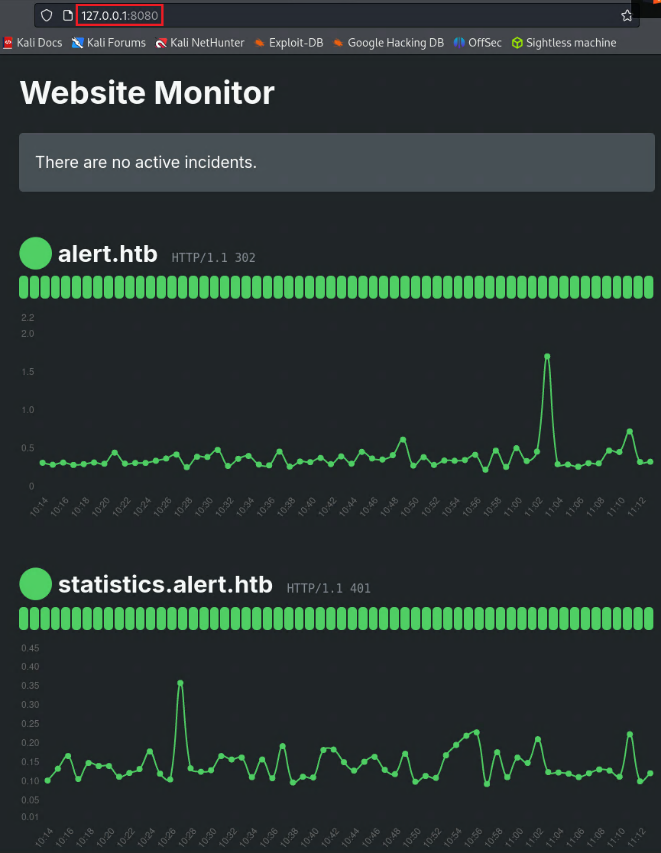 127.0.0.1:8080
Kali Docs Kali Forums Kali NetHunter Exploit-DB Google Hacking DB OffSec Sightless machine
Website Monitor
There are no active incidents.
alert.htb HTTP/1.1 302
2.2
2.0
1.5
1.0
0.5
0
10:14 10:16 10:18 10:20 10:22 10:24 10:26 10:28 10:30 10:32 10:34 10:36 10:38 10:40 10:42 10:44 10:46 10:48 10:50 10:52 10:54 10:56 10:58 11:00 11:02 11:04 11:06 11:08 11:10 11:12
statistics.alert.htb HTTP/1.1 401
0.45
0.40
0.35
0.30
0.25
0.20
0.15
0.10
0.05
0.01
10:14 10:16 10:18 10:20 10:22 10:24 10:26 10:28 10:30 10:32 10:34 10:36 10:38 10:40 10:42 10:44 10:46 10:48 10:50 10:52 10:54 10:56 10:58 11:00 11:02 11:04 11:06 11:08 11:10 11:12